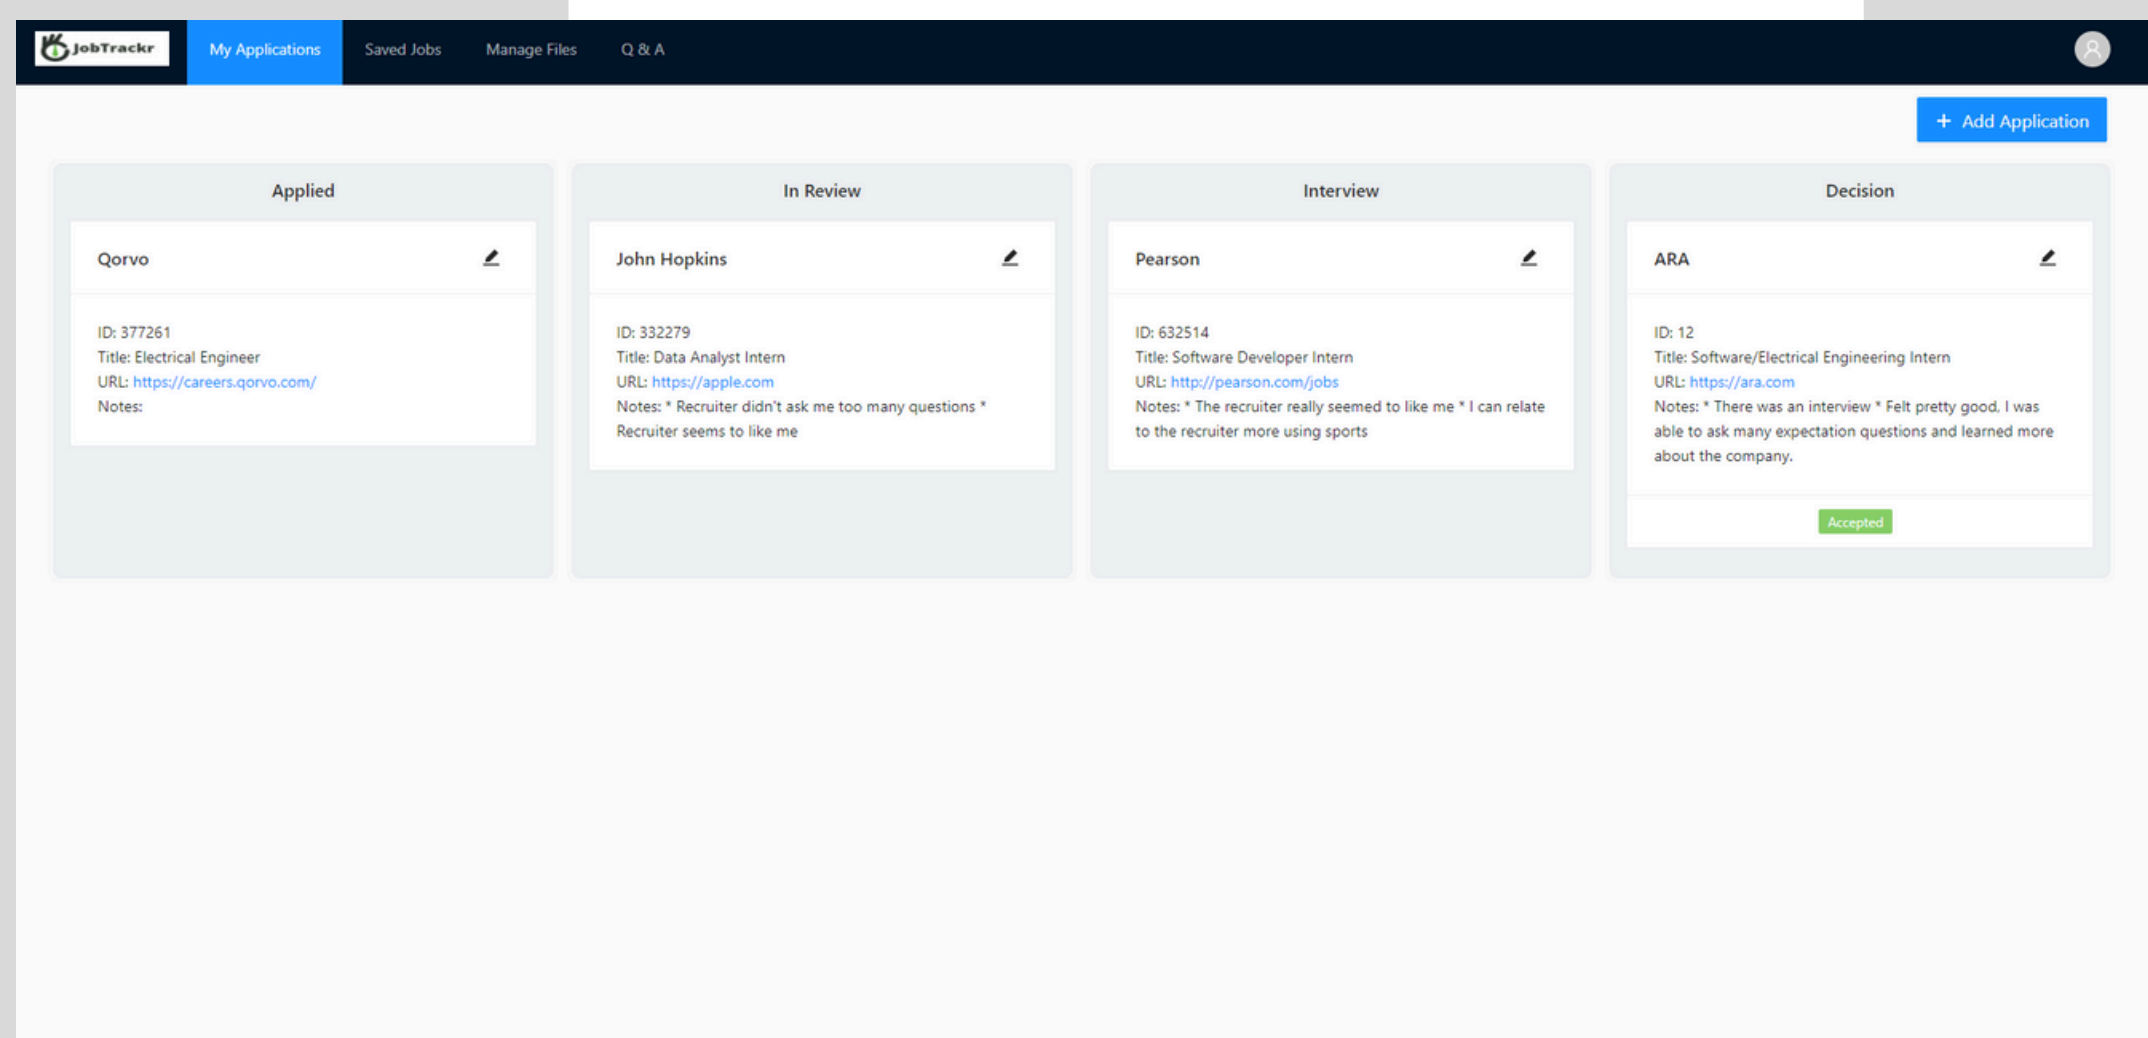 JobTrackr
My Applications
Saved Jobs
Manage Files
Q & A
+ Add Application
Applied
Qorvo
ID: 377261
Title: Electrical Engineer
URL: https://careers.qorvo.com/
Notes:
In Review
John Hopkins
ID: 332279
Title: Data Analyst Intern
URL: https://apple.com
Notes: * Recruiter didn't ask me too many questions *
Recruiter seems to like me
Interview
Pearson
ID: 632514
Title: Software Developer Intern
URL: http://pearson.com/jobs
Notes: * The recruiter really seemed to like me * I can relate
to the recruiter more using sports
Decision
ARA
ID: 12
Title: Software/Electrical Engineering Intern
URL: https://ara.com
Notes: * There was an interview * Felt pretty good, I was
able to ask many expectation questions and learned more
about the company.
Accepted